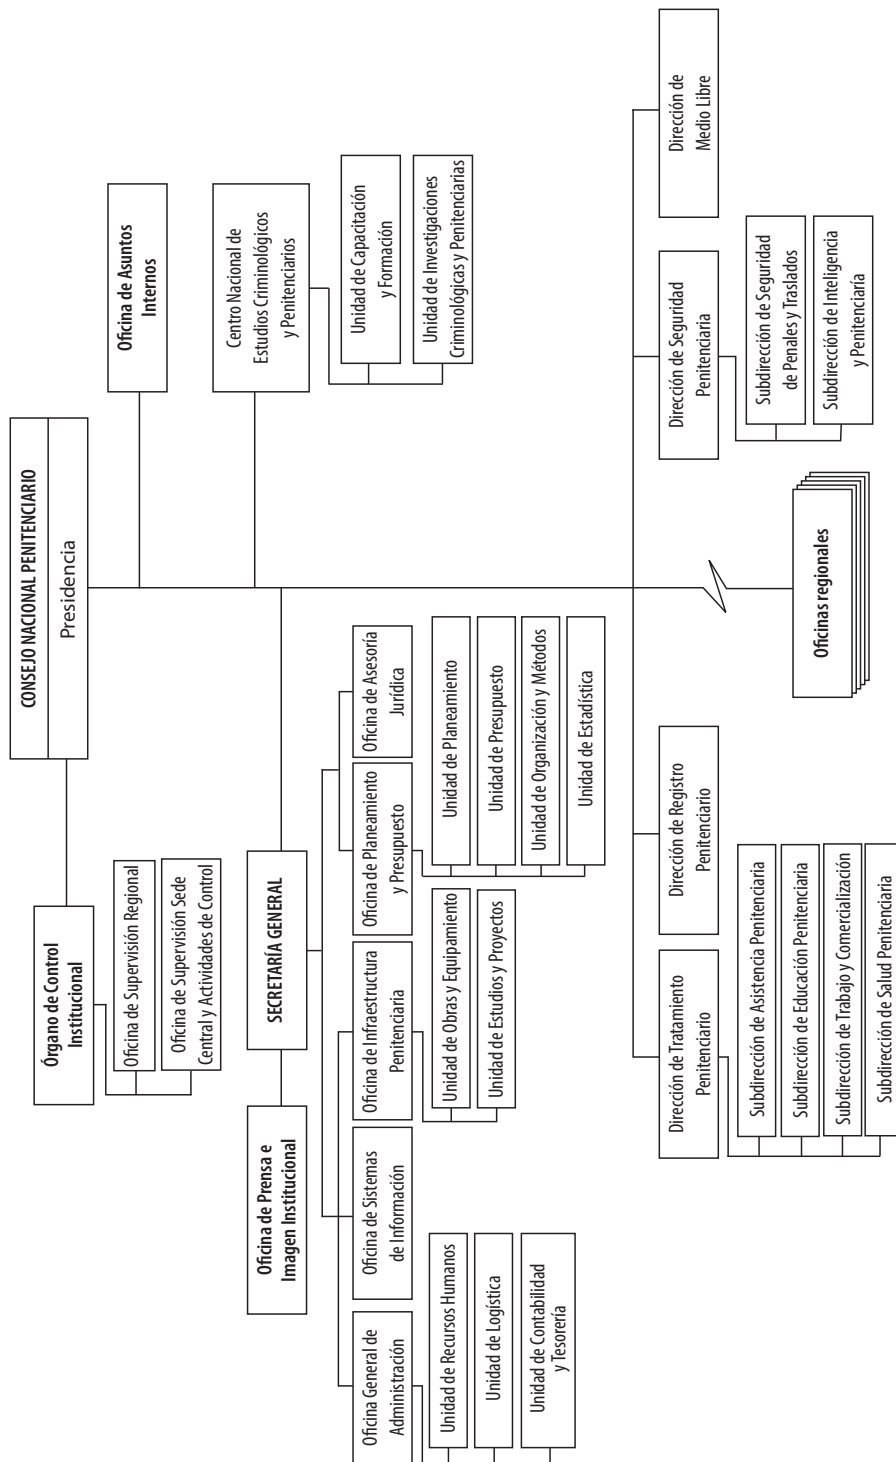 CONSEJO NACIONAL PENITENCIARIO
Presidencia
Órgano de Control
Institucional
Oficina de Supervisión Regional
Oficina de Supervisión Sede
Central y Actividades de Control
Oficina de Asuntos
Internos
Centro Nacional de
Estudios Criminológicos
y Penitenciarios
Unidad de Capacitación
y Formación
Unidad de Investigaciones
Criminológicas y Penitenciarias
Oficina de Prensa e
Imagen Institucional
SECRETARÍA GENERAL
Oficina General de
Administración
Unidad de Recursos Humanos
Unidad de Logística
Unidad de Contabilidad
y Tesorería
Oficina de Sistemas
de Información
Oficina de Infraestructura
Penitenciaria
Unidad de Obras y Equipamiento
Unidad de Estudios y Proyectos
Oficina de Planeamiento
y Presupuesto
Unidad de Planeamiento
Unidad de Presupuesto
Unidad de Organización y Métodos
Unidad de Estadística
Oficina de Asesoría
Jurídica
Dirección de Tratamiento
Penitenciario
Subdirección de Asistencia Penitenciaria
Subdirección de Educación Penitenciaria
Subdirección de Trabajo y Comercialización
Subdirección de Salud Penitenciaria
Dirección de Registro
Penitenciario
Oficinas regionales
Dirección de Seguridad
Penitenciaria
Subdirección de Seguridad
de Penales y Traslados
Subdirección de Inteligencia
y Penitenciaría
Dirección de
Medio Libre